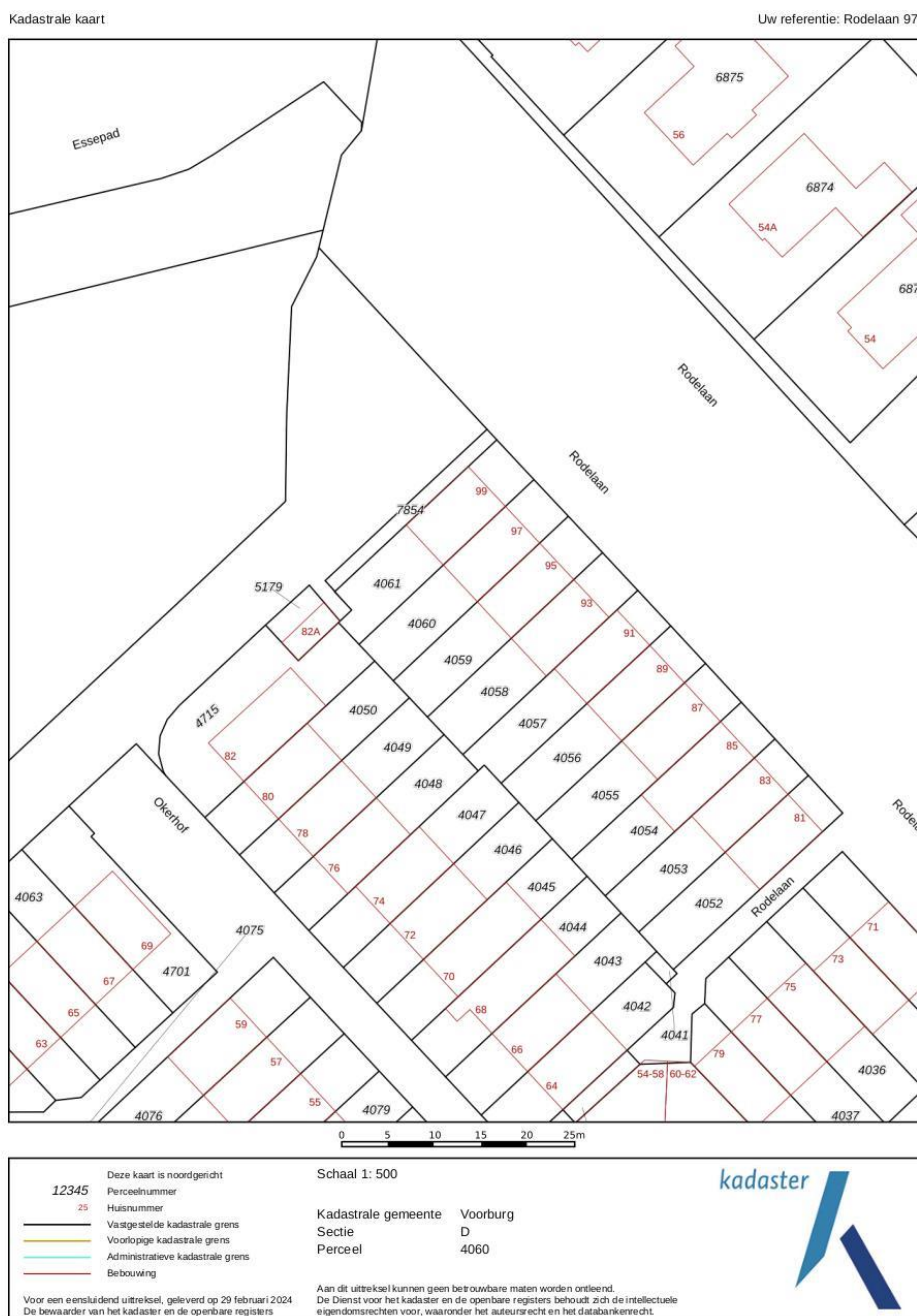 Kadastrale kaart
Uw referentie: Rodelaan 97
Essepad
6875
56
6874
54A
54
Rodelaan
Rodelaan
99
7854
97
95
5179
4061
93
82A
4060
91
4059
89
4058
4050
87
4715
4057
4049
85
82
4056
4048
83
80
4055
4047
81
Okerhof
78
4054
4046
76
4053
4045
74
4052
Rodelaan
4063
4044
71
4075
72
69
4043
73
4701
70
75
67
4042
68
77
65
59
4041
66
79
63
57
54-58
60-62
4036
64
55
4076
4079
4037
0 5 10 15 20 25m
Deze kaart is noordgericht
12345 Perceelnummer
25 Huisnummer
Vastgestelde kadastrale grens
Voorlopige kadastrale grens
Administratieve kadastrale grens
Bebouwing
Voor een eensluidend uittreksel, geleverd op 29 februari 2024
De bewaarder van het kadaster en de openbare registers
Schaal 1: 500
Kadastrale gemeente Voorburg
Sectie D
Perceel 4060
Aan dit uittreksel kunnen geen betrouwbare maten worden ontleend.
De Dienst voor het kadaster en de openbare registers behoudt zich de intellectuele
eigendomsrechten voor, waaronder het auteursrecht en het databankenrecht.
kadaster